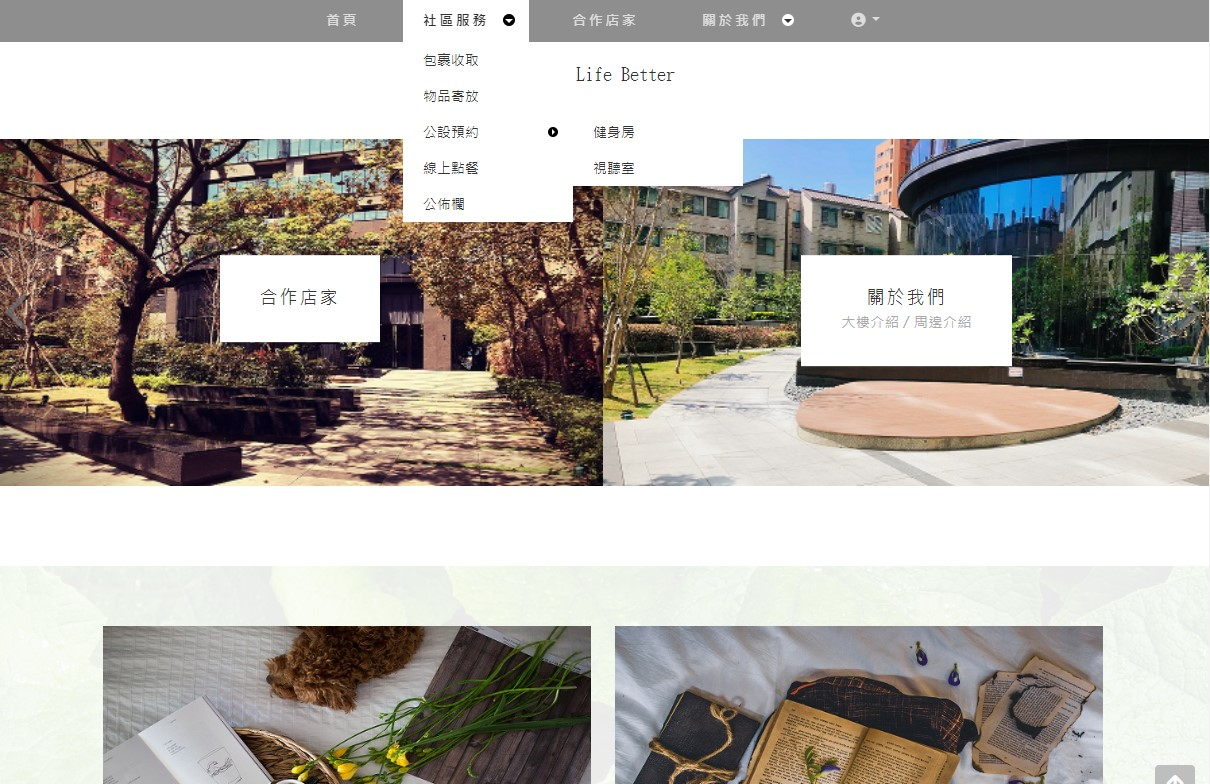 首頁
社區服務
合作店家
關於我們
包裹收取
物品寄放
公設預約
線上點餐
公佈欄
健身房
視聽室
Life Better
合作店家
關於我們
大樓介紹 / 周邊介紹